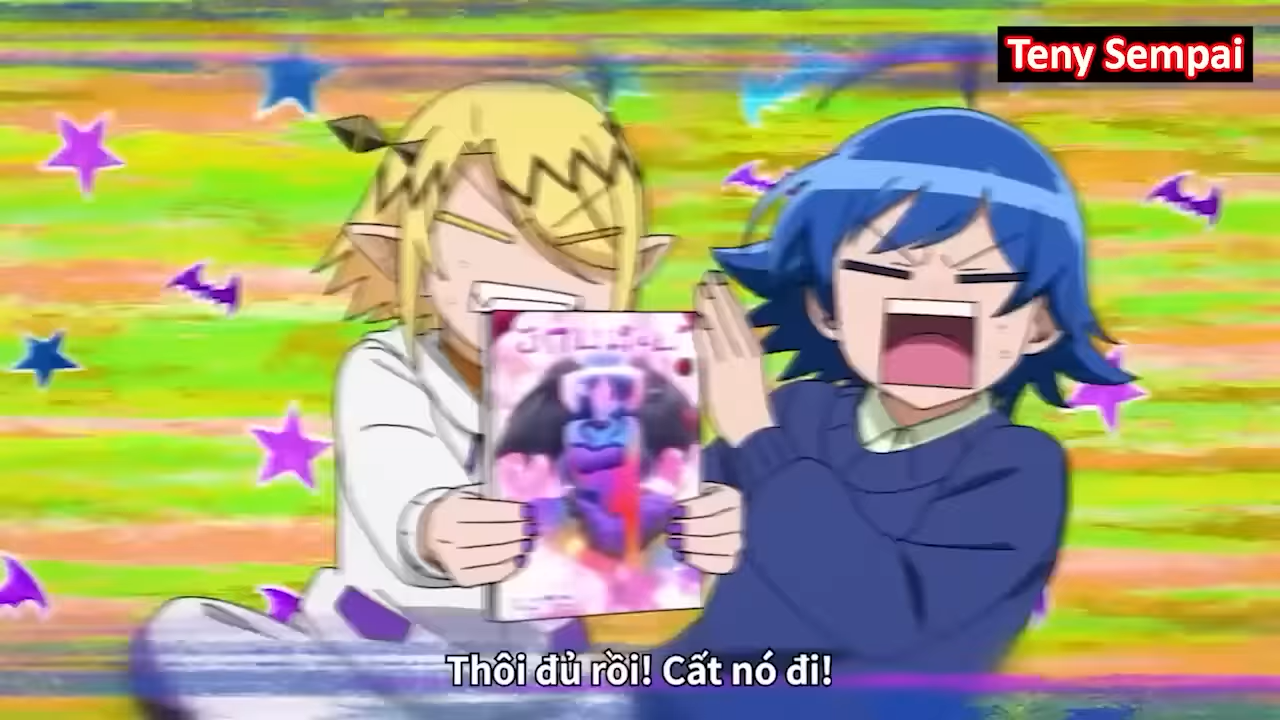 Teny Sempai
Thôi đủ rồi! Cất nó đi!